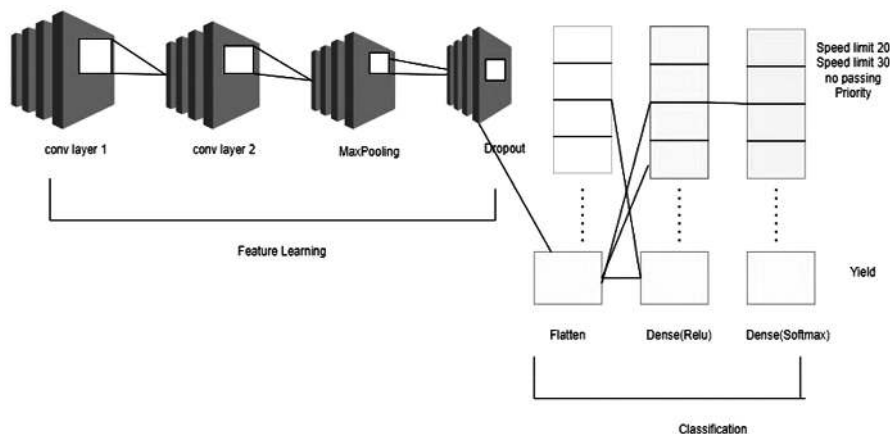 Speed limit 20
Speed limit 30
no passing
Priority
conv layer 1
conv layer 2
MaxPooling
Dropout
Feature Learning
Yield
Flatten
Dense(Relu)
Dense(Softmax)
Classification